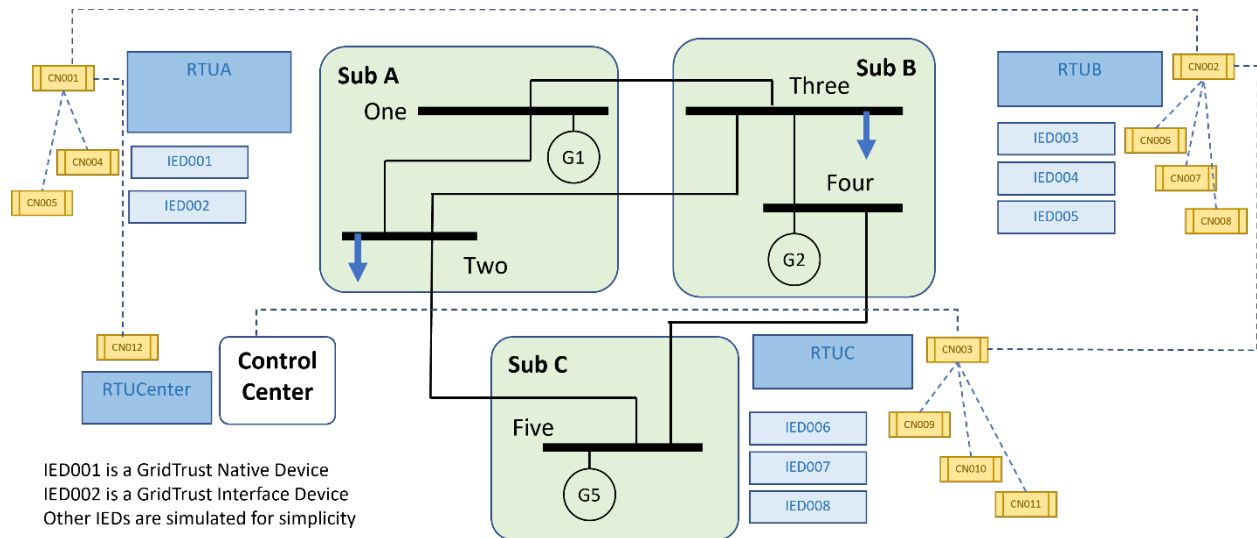 CN001
RTUA
Sub A
Sub B
Three
RTUB
CN002
One
G1
CN004
IED001
CN005
IED002
Four
IED003
CN006
IED004
CN007
IED005
CN008
Two
G2
CN012
RTUCenter
Control
Center
Sub C
RTUC
CN003
Five
G5
IED006
CN009
IED007
CN010
IED008
CN011
IED001 is a GridTrust Native Device
IED002 is a GridTrust Interface Device
Other IEDs are simulated for simplicity